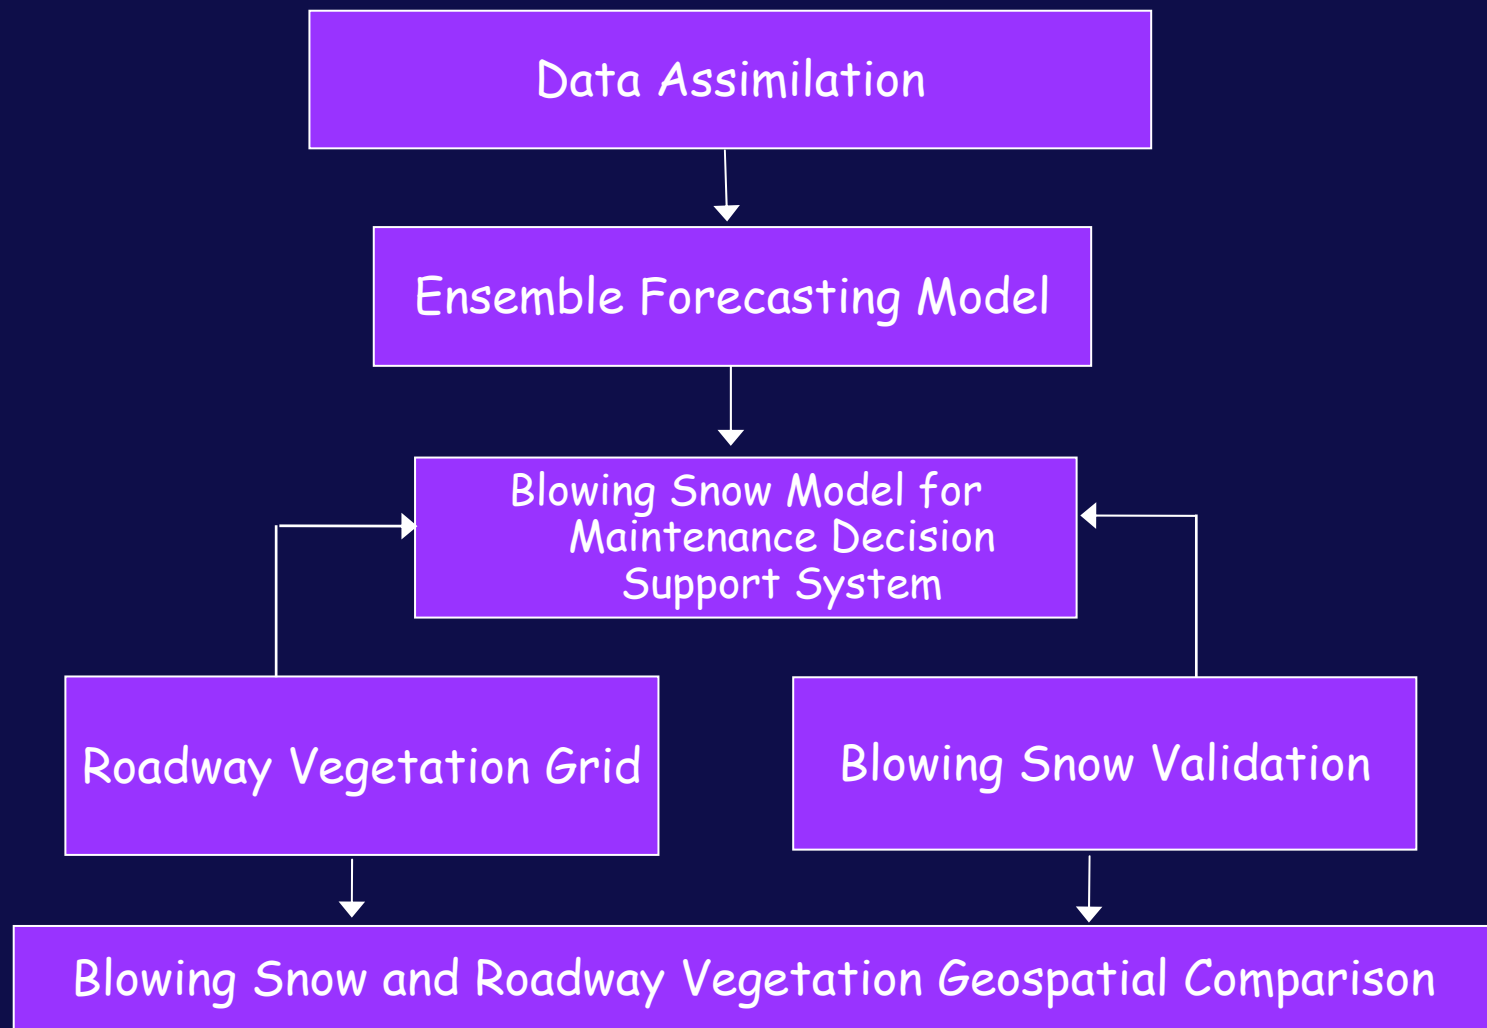 Data Assimilation
Ensemble Forecasting Model
Blowing Snow Model for
Maintenance Decision
Support System
Roadway Vegetation Grid
Blowing Snow Validation
Blowing Snow and Roadway Vegetation Geospatial Comparison